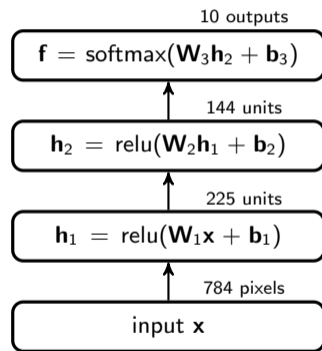 10 outputs
f = softmax(W₃h₂ + b₃)
144 units
h₂ = relu(W₂h₁ + b₂)
225 units
h₁ = relu(W₁x + b₁)
784 pixels
input x